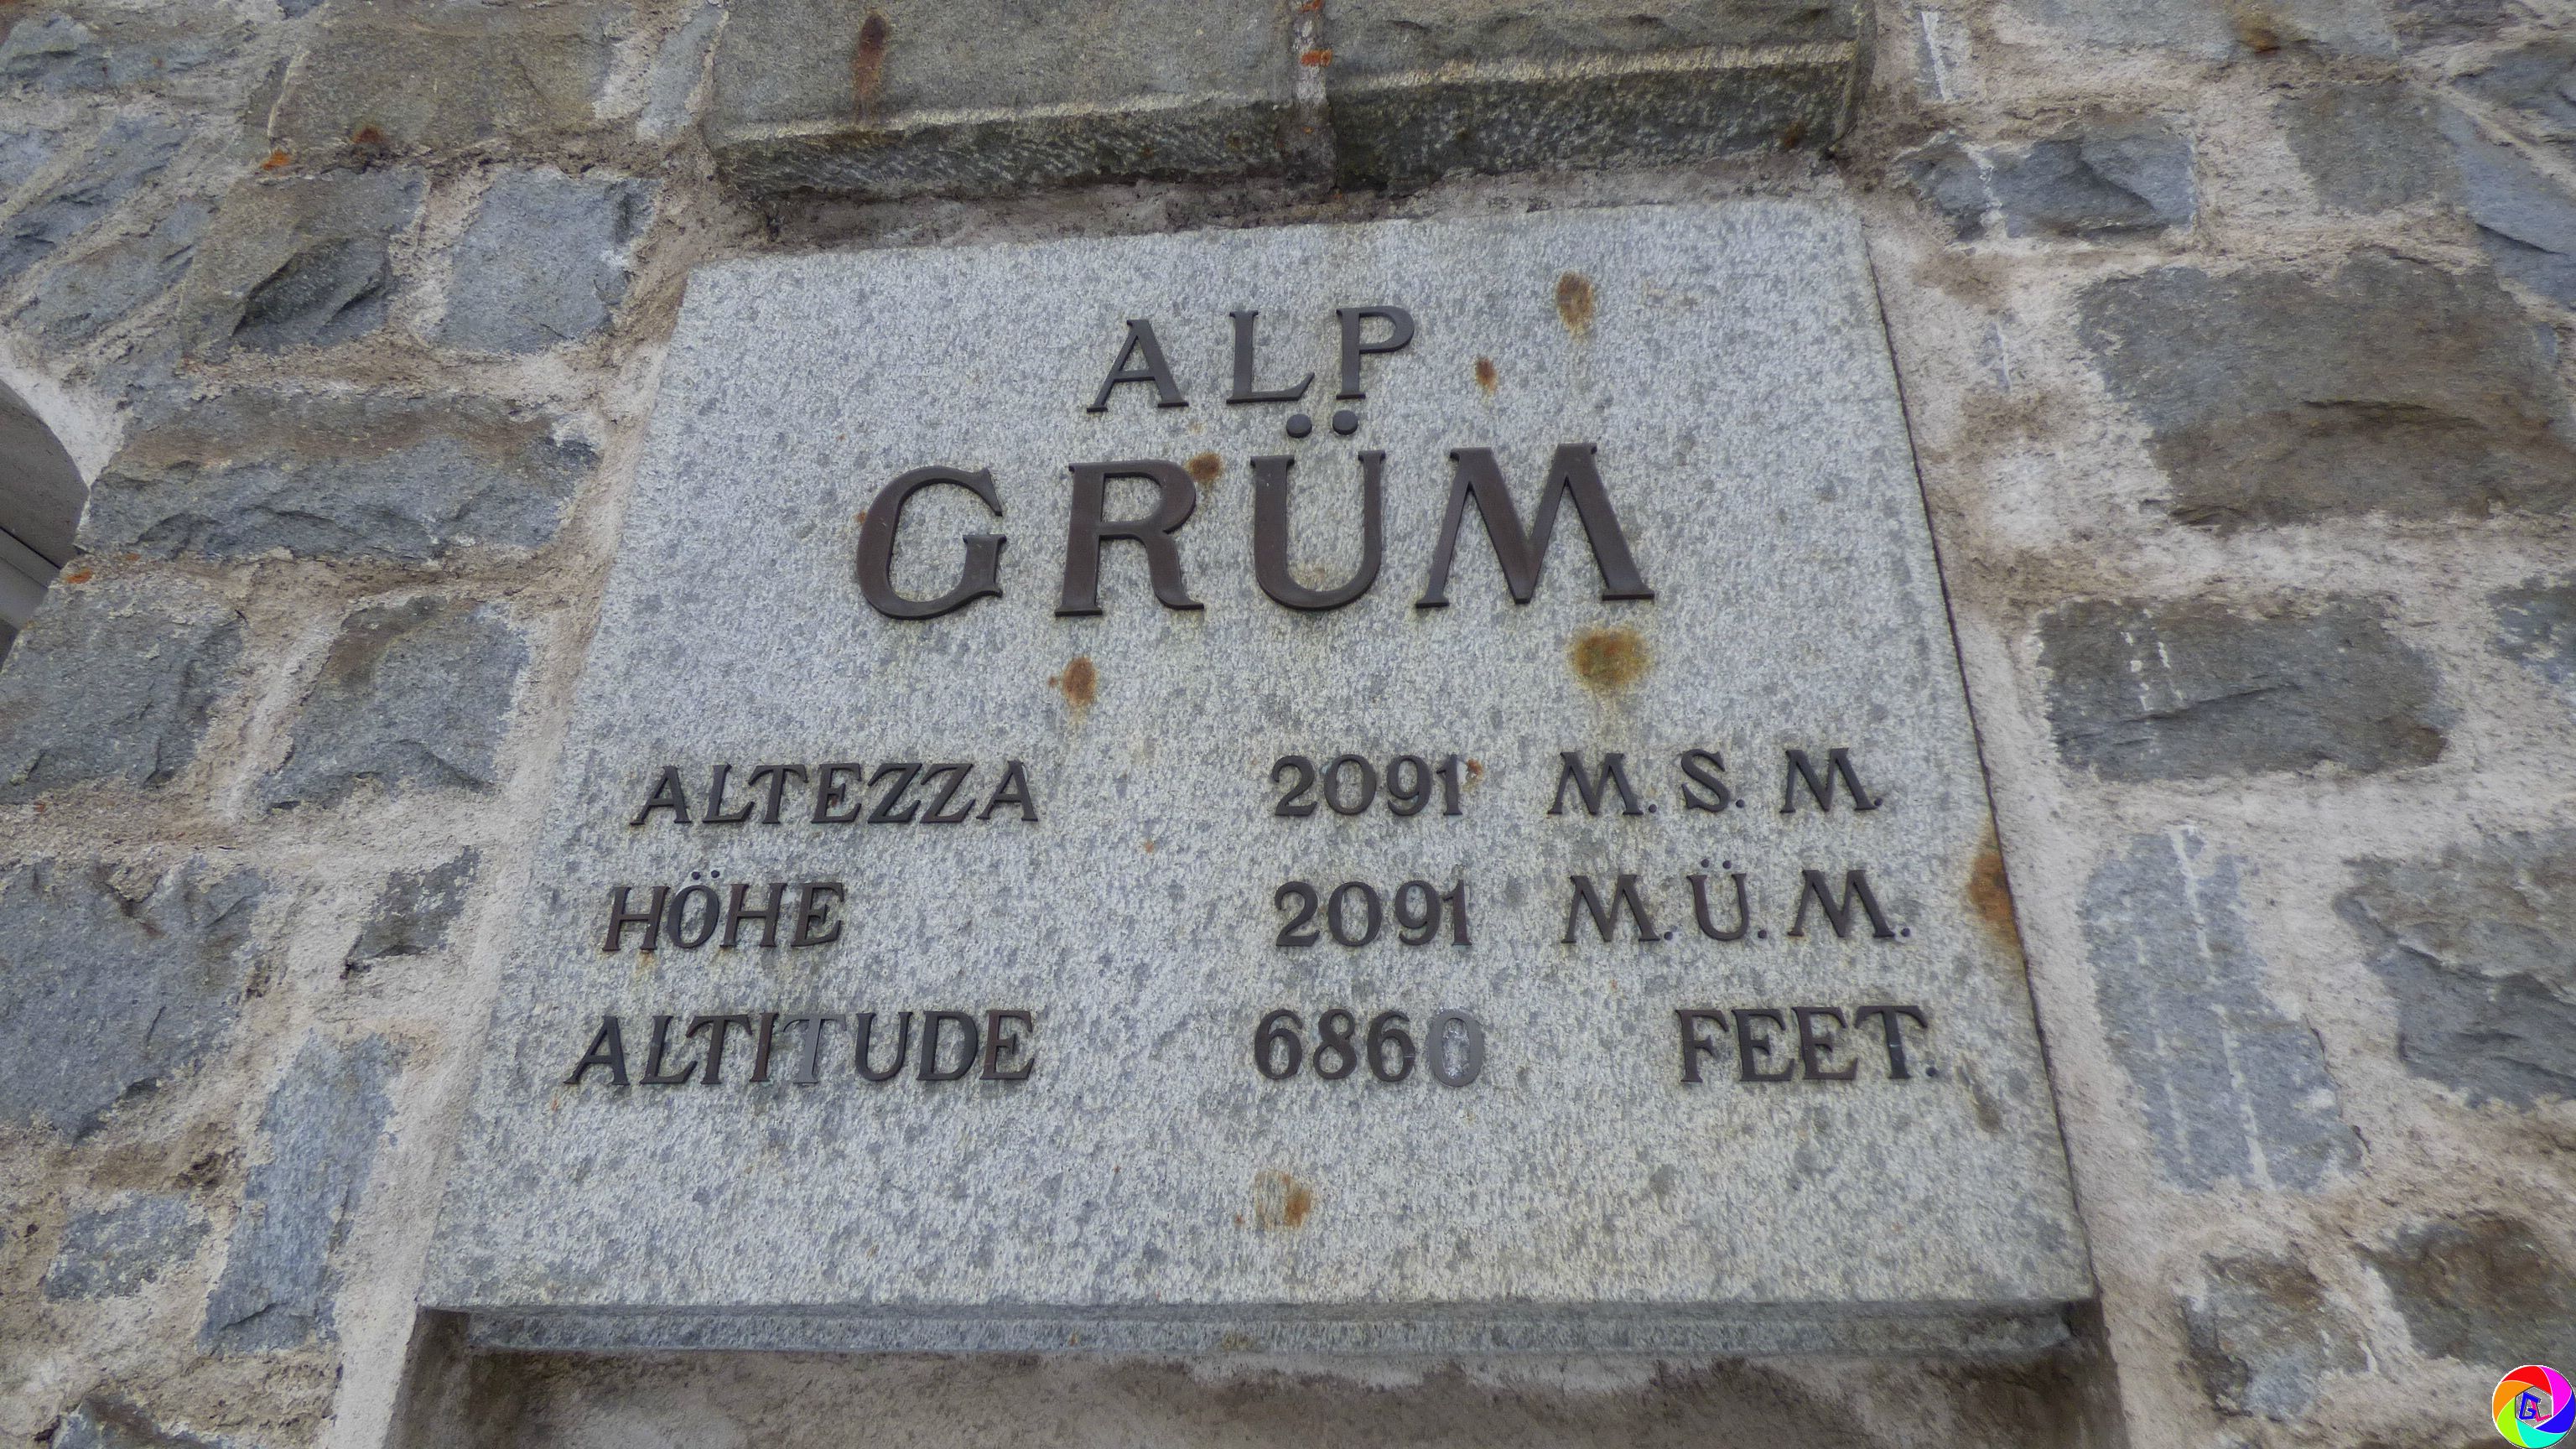 ALP
GRÜM
ALTEZZA 2091 M. S. M.
HÖHE 2091 M. Ü. M.
ALTITUDE 6860 FEET.